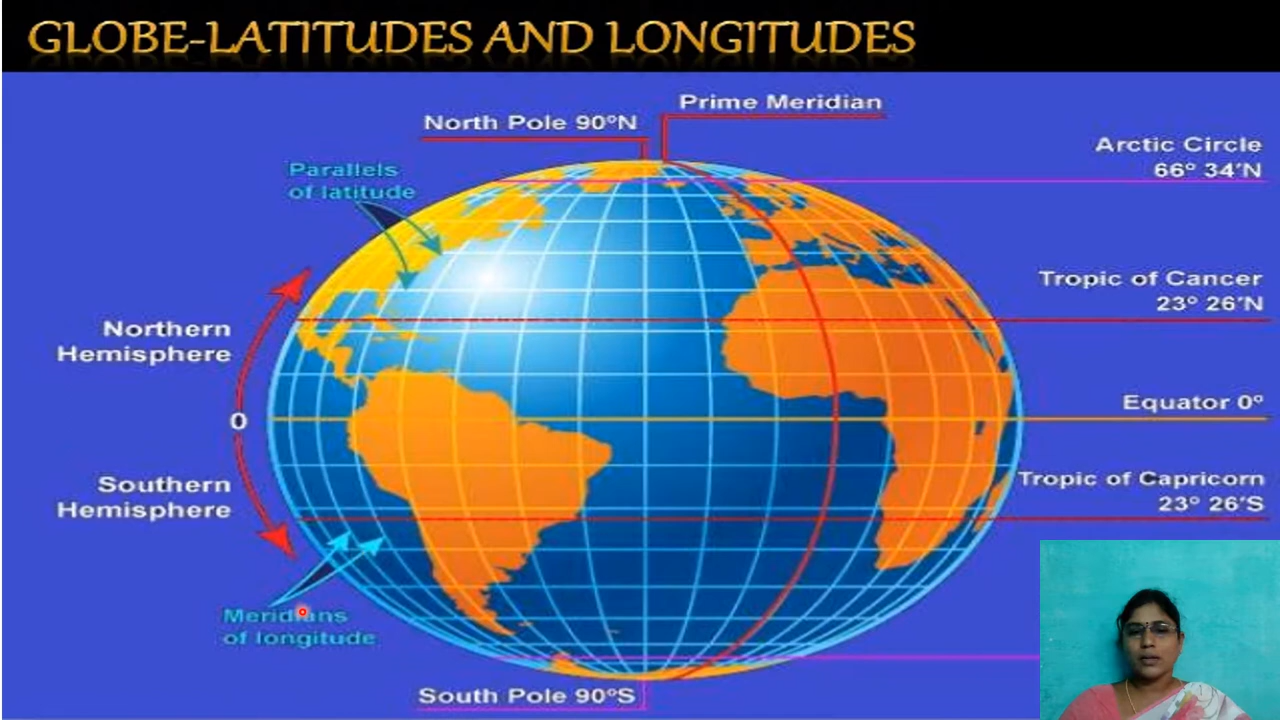 GLOBE-LATITUDES AND LONGITUDES
Prime Meridian
North Pole 90°N
Arctic Circle
66° 34'N
Parallels
of latitude
Tropic of Cancer
23° 26'N
Northern
Hemisphere
Equator 0°
0
Tropic of Capricorn
23° 26'S
Southern
Hemisphere
Meridians
of longitude
South Pole 90°S